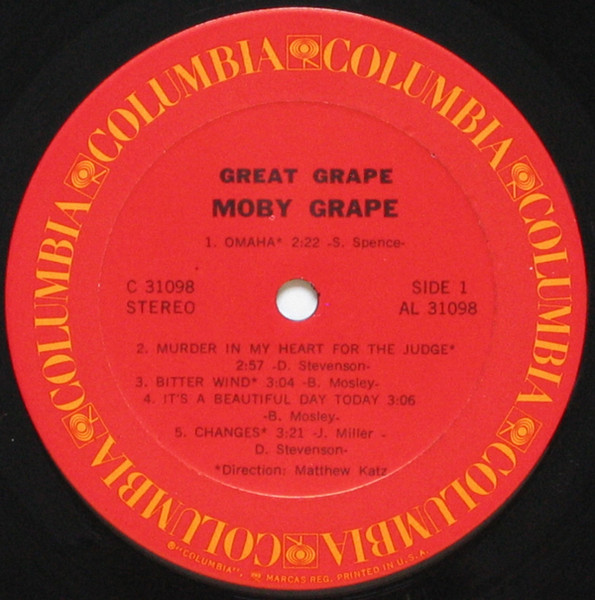 COLUMBIA COLUMBIA COLUMBIA COLUMBIA COLUMBIA COLUMBIA COLUMBIA COLUMBIA
GREAT GRAPE
MOBY GRAPE
1. OMAHA* 2:22 -S. Spence-
C 31098
STEREO
SIDE 1
AL 31098
2. MURDER IN MY HEART FOR THE JUDGE*
2:57 -D. Stevenson-
3. BITTER WIND* 3:04 -B. Mosley-
4. IT'S A BEAUTIFUL DAY TODAY 3:06
-B. Mosley-
5. CHANGES* 3:21 -J. Miller -
D. Stevenson-
*Direction: Matthew Katz
®"COLUMBIA", MARCAS REG. PRINTED IN U.S.A.